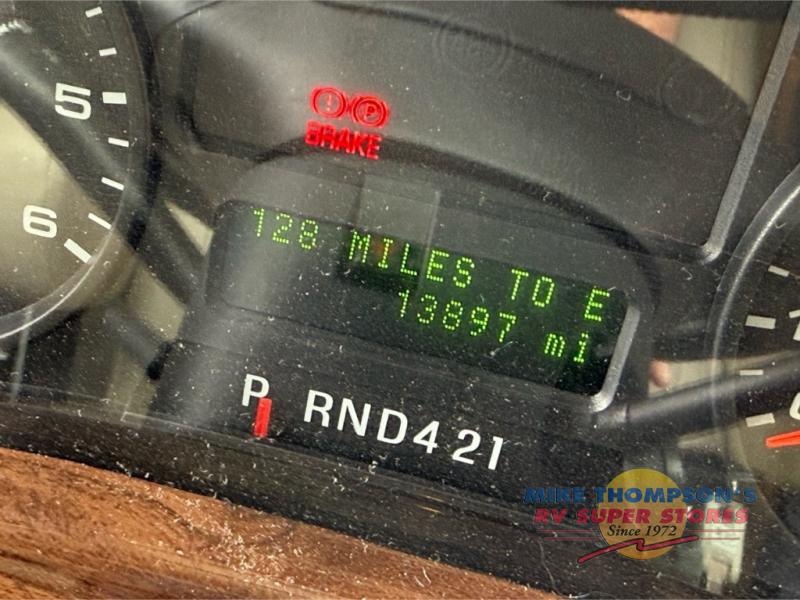 5
6
BRAKE
128 MILES TO E
13897 mi
P RND421
MIKE THOMPSON'S
RV SUPER STORES
Since 1972